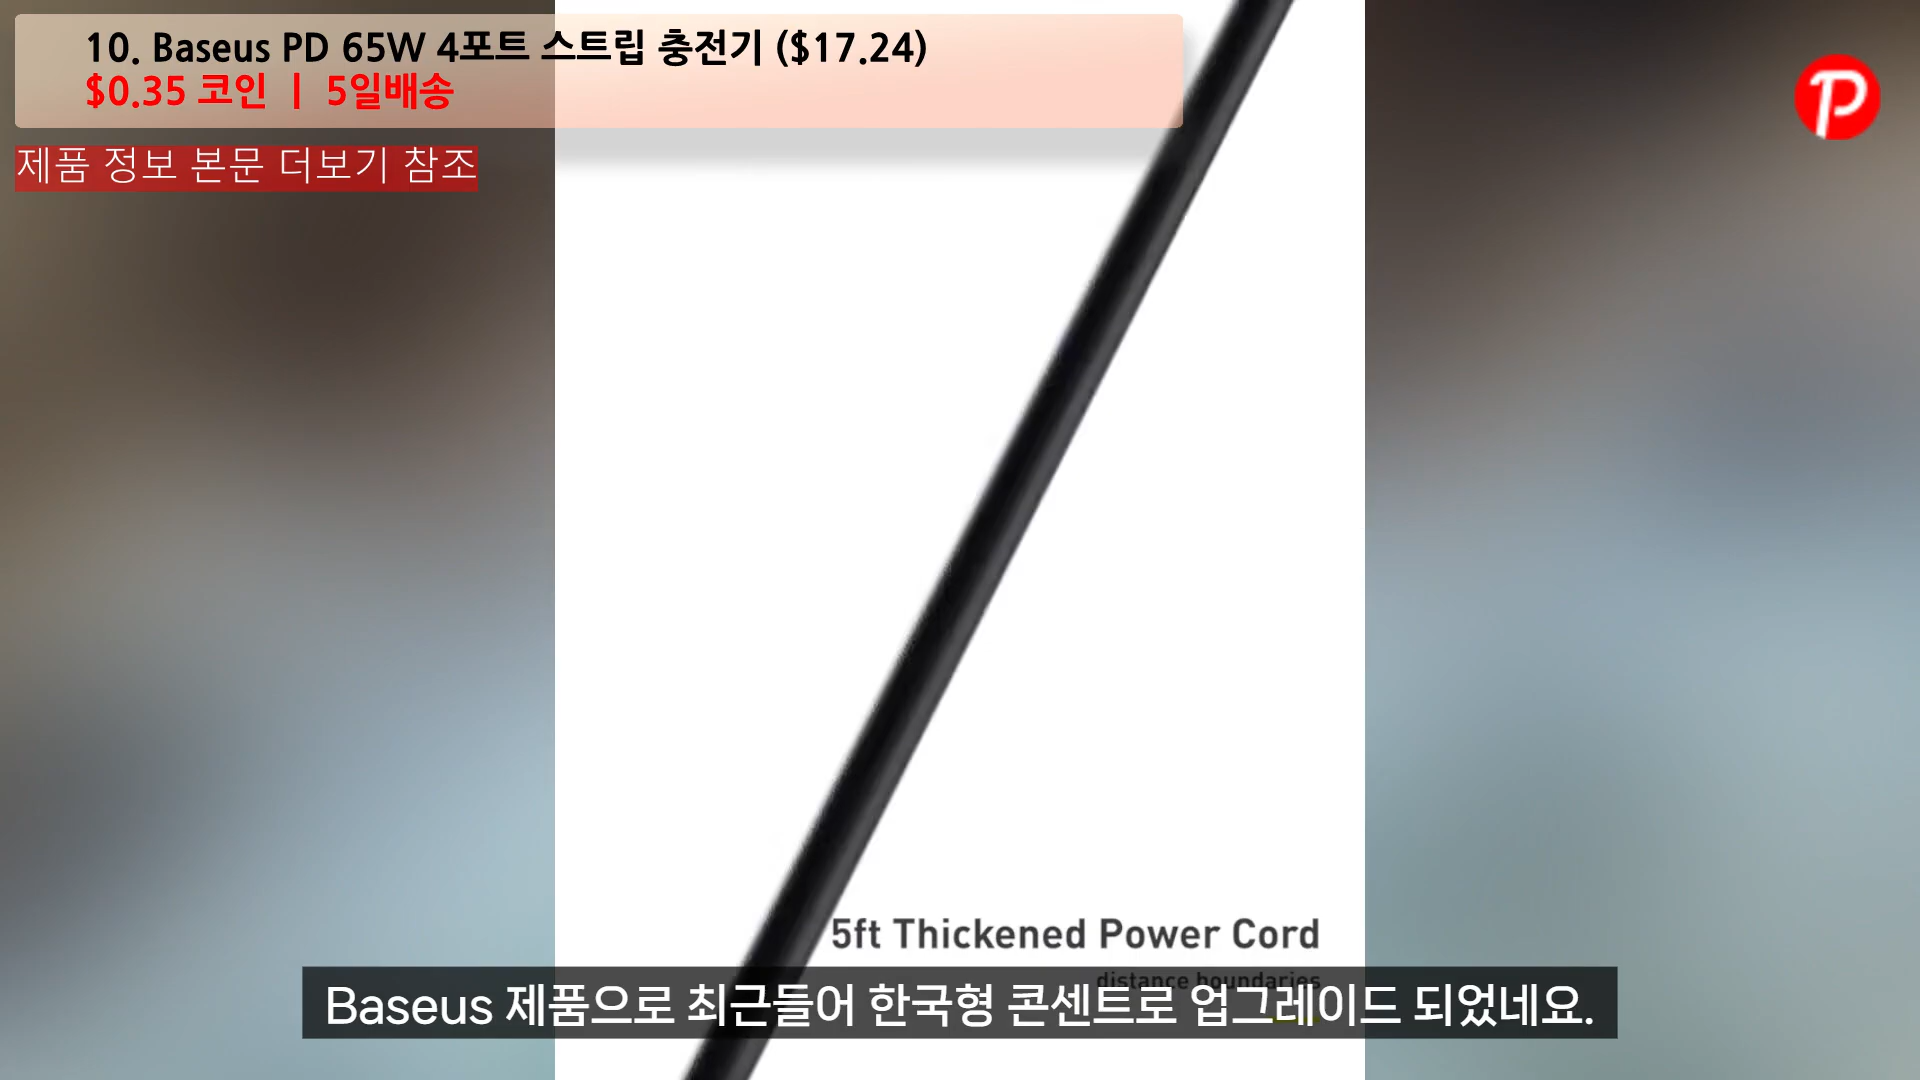 10. Baseus PD 65W 4포트 스트립 충전기 ($17.24)
$0.35 코인 ㅣ 5일배송
제품 정보 본문 더보기 참조
5ft Thickened Power Cord
distance boundaries
Baseus 제품으로 최근들어 한국형 콘센트로 업그레이드 되었네요.